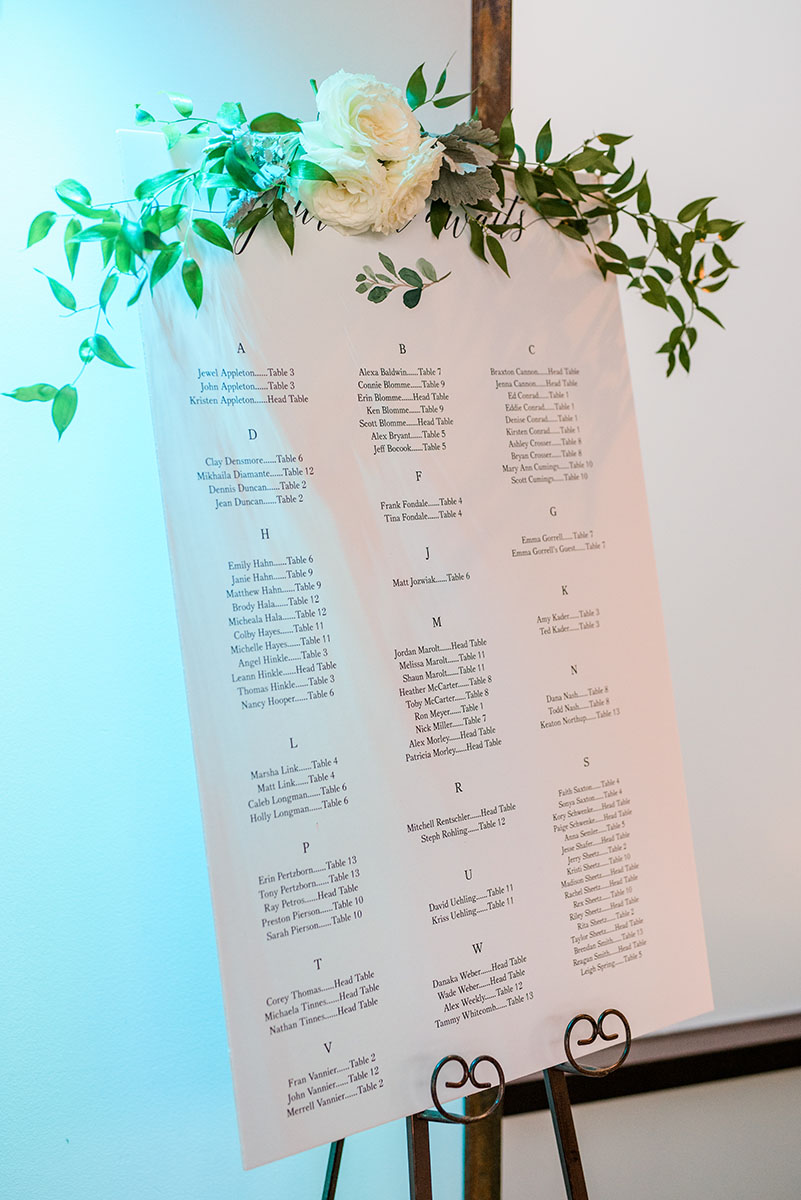 awaits
A
Jewel Appleton......Table 3
John Appleton......Table 3
Kristen Appleton......Head Table
B
Alexa Baldwin......Table 7
Connie Blomme......Table 9
Erin Blomme......Head Table
Ken Blomme......Table 9
Scott Blomme......Head Table
Alex Bryant......Table 5
Jeff Bocook......Table 5
C
Braxton Cannon......Head Table
Jenna Cannon......Head Table
Ed Conrad......Table 1
Eddie Conrad......Table 1
Denise Conrad......Table 1
Kirsten Conrad......Table 1
Ashley Crosser......Table 8
Bryan Crosser......Table 8
Mary Ann Cumings......Table 10
Scott Cumings......Table 10
D
Clay Densmore......Table 6
Mikhaila Diamante......Table 12
Dennis Duncan......Table 2
Jean Duncan......Table 2
F
Frank Fondale......Table 4
Tina Fondale......Table 4
G
Emma Gorrell......Table 7
Emma Gorrell's Guest......Table 7
H
Emily Hahn......Table 6
Janie Hahn......Table 9
Matthew Hahn......Table 9
Brody Hala......Table 12
Micheala Hala......Table 12
Colby Hayes......Table 11
Michelle Hayes......Table 11
Angel Hinkle......Table 3
Leann Hinkle......Head Table
Thomas Hinkle......Table 3
Nancy Hooper......Table 6
J
Matt Jozwiak......Table 6
K
Amy Kader......Table 3
Ted Kader......Table 3
L
Marsha Link......Table 4
Matt Link......Table 4
Caleb Longman......Table 6
Holly Longman......Table 6
M
Jordan Marolt......Head Table
Melissa Marolt......Table 11
Shaun Marolt......Table 11
Heather McCarter......Table 8
Toby McCarter......Table 8
Ron Meyer......Table 1
Nick Miller......Table 7
Alex Morley......Head Table
Patricia Morley......Head Table
N
Dana Nash......Table 8
Todd Nash......Table 8
Keaton Northup......Table 13
P
Erin Pertzborn......Table 13
Tony Pertzborn......Table 13
Ray Petros......Head Table
Preston Pierson......Table 10
Sarah Pierson......Table 10
R
Mitchell Rentschler......Head Table
Steph Rohling......Table 12
S
Faith Saxton......Table 4
Sonya Saxton......Table 4
Kory Schwenke......Head Table
Paige Schwenke......Head Table
Anna Semler......Table 5
Jesse Shafer......Head Table
Jerry Sheetz......Table 2
Kristi Sheetz......Table 10
Madison Sheetz......Head Table
Rachel Sheetz......Head Table
Rex Sheetz......Table 10
Riley Sheetz......Head Table
Rita Sheetz......Table 2
Taylor Sheetz......Head Table
Brendan Smith......Table 13
Reagan Smith......Head Table
Leigh Spring......Table 5
T
Corey Thomas......Head Table
Michaela Tinnes......Head Table
Nathan Tinnes......Head Table
U
David Uehling......Table 11
Kriss Uehling......Table 11
V
Fran Vannier......Table 2
John Vannier......Table 12
Merrell Vannier......Table 2
W
Danaka Weber......Head Table
Wade Weber......Head Table
Alex Weekly......Table 12
Tammy Whitcomb......Table 13